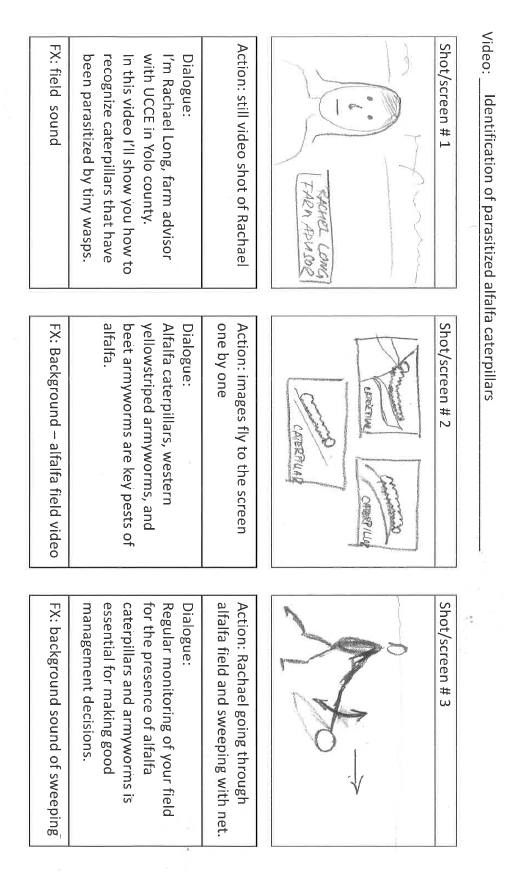 Video: Identification of parasitized alfalfa caterpillars
Shot/screen # 1
RACHEL LONG
FARM ADVISOR
Action: still video shot of Rachael
Dialogue:
I'm Rachael Long, farm advisor
with UCCE in Yolo county.
In this video I'll show you how to
recognize caterpillars that have
been parasitized by tiny wasps.
FX: field sound
Shot/screen # 2
CATERPILLAR
CATERPILLAR
Action: images fly to the screen
one by one
Dialogue:
Alfalfa caterpillars, western
yellowstriped armyworms, and
beet armyworms are key pests of
alfalfa.
FX: Background – alfalfa field video
Shot/screen # 3
Action: Rachael going through
alfalfa field and sweeping with net.
Dialogue:
Regular monitoring of your field
for the presence of alfalfa
caterpillars and armyworms is
essential for making good
management decisions.
FX: background sound of sweeping